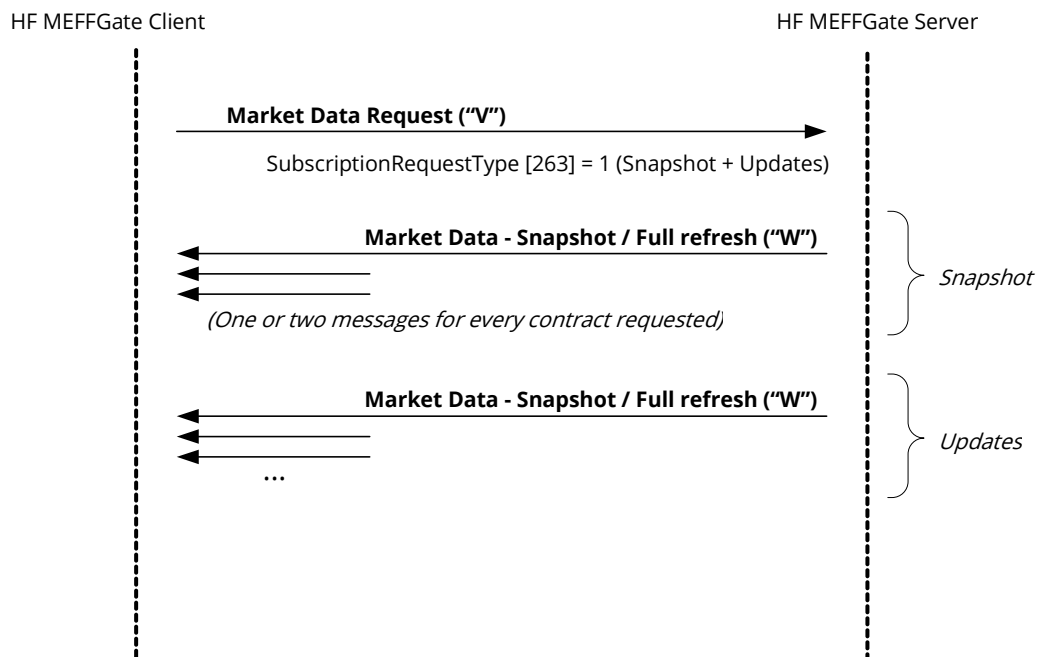 HF MEFFGate Client
HF MEFFGate Server
Market Data Request (“V”)
SubscriptionRequestType [263] = 1 (Snapshot + Updates)
Market Data - Snapshot / Full refresh (“W”)
Snapshot
(One or two messages for every contract requested)
Market Data - Snapshot / Full refresh (“W”)
Updates
...